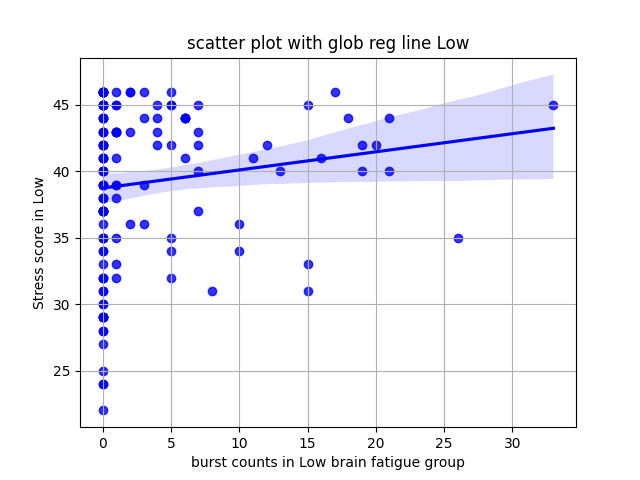 scatter plot with glob reg line Low
Stress score in Low
45
40
35
30
25
0 5 10 15 20 25 30
burst counts in Low brain fatigue group